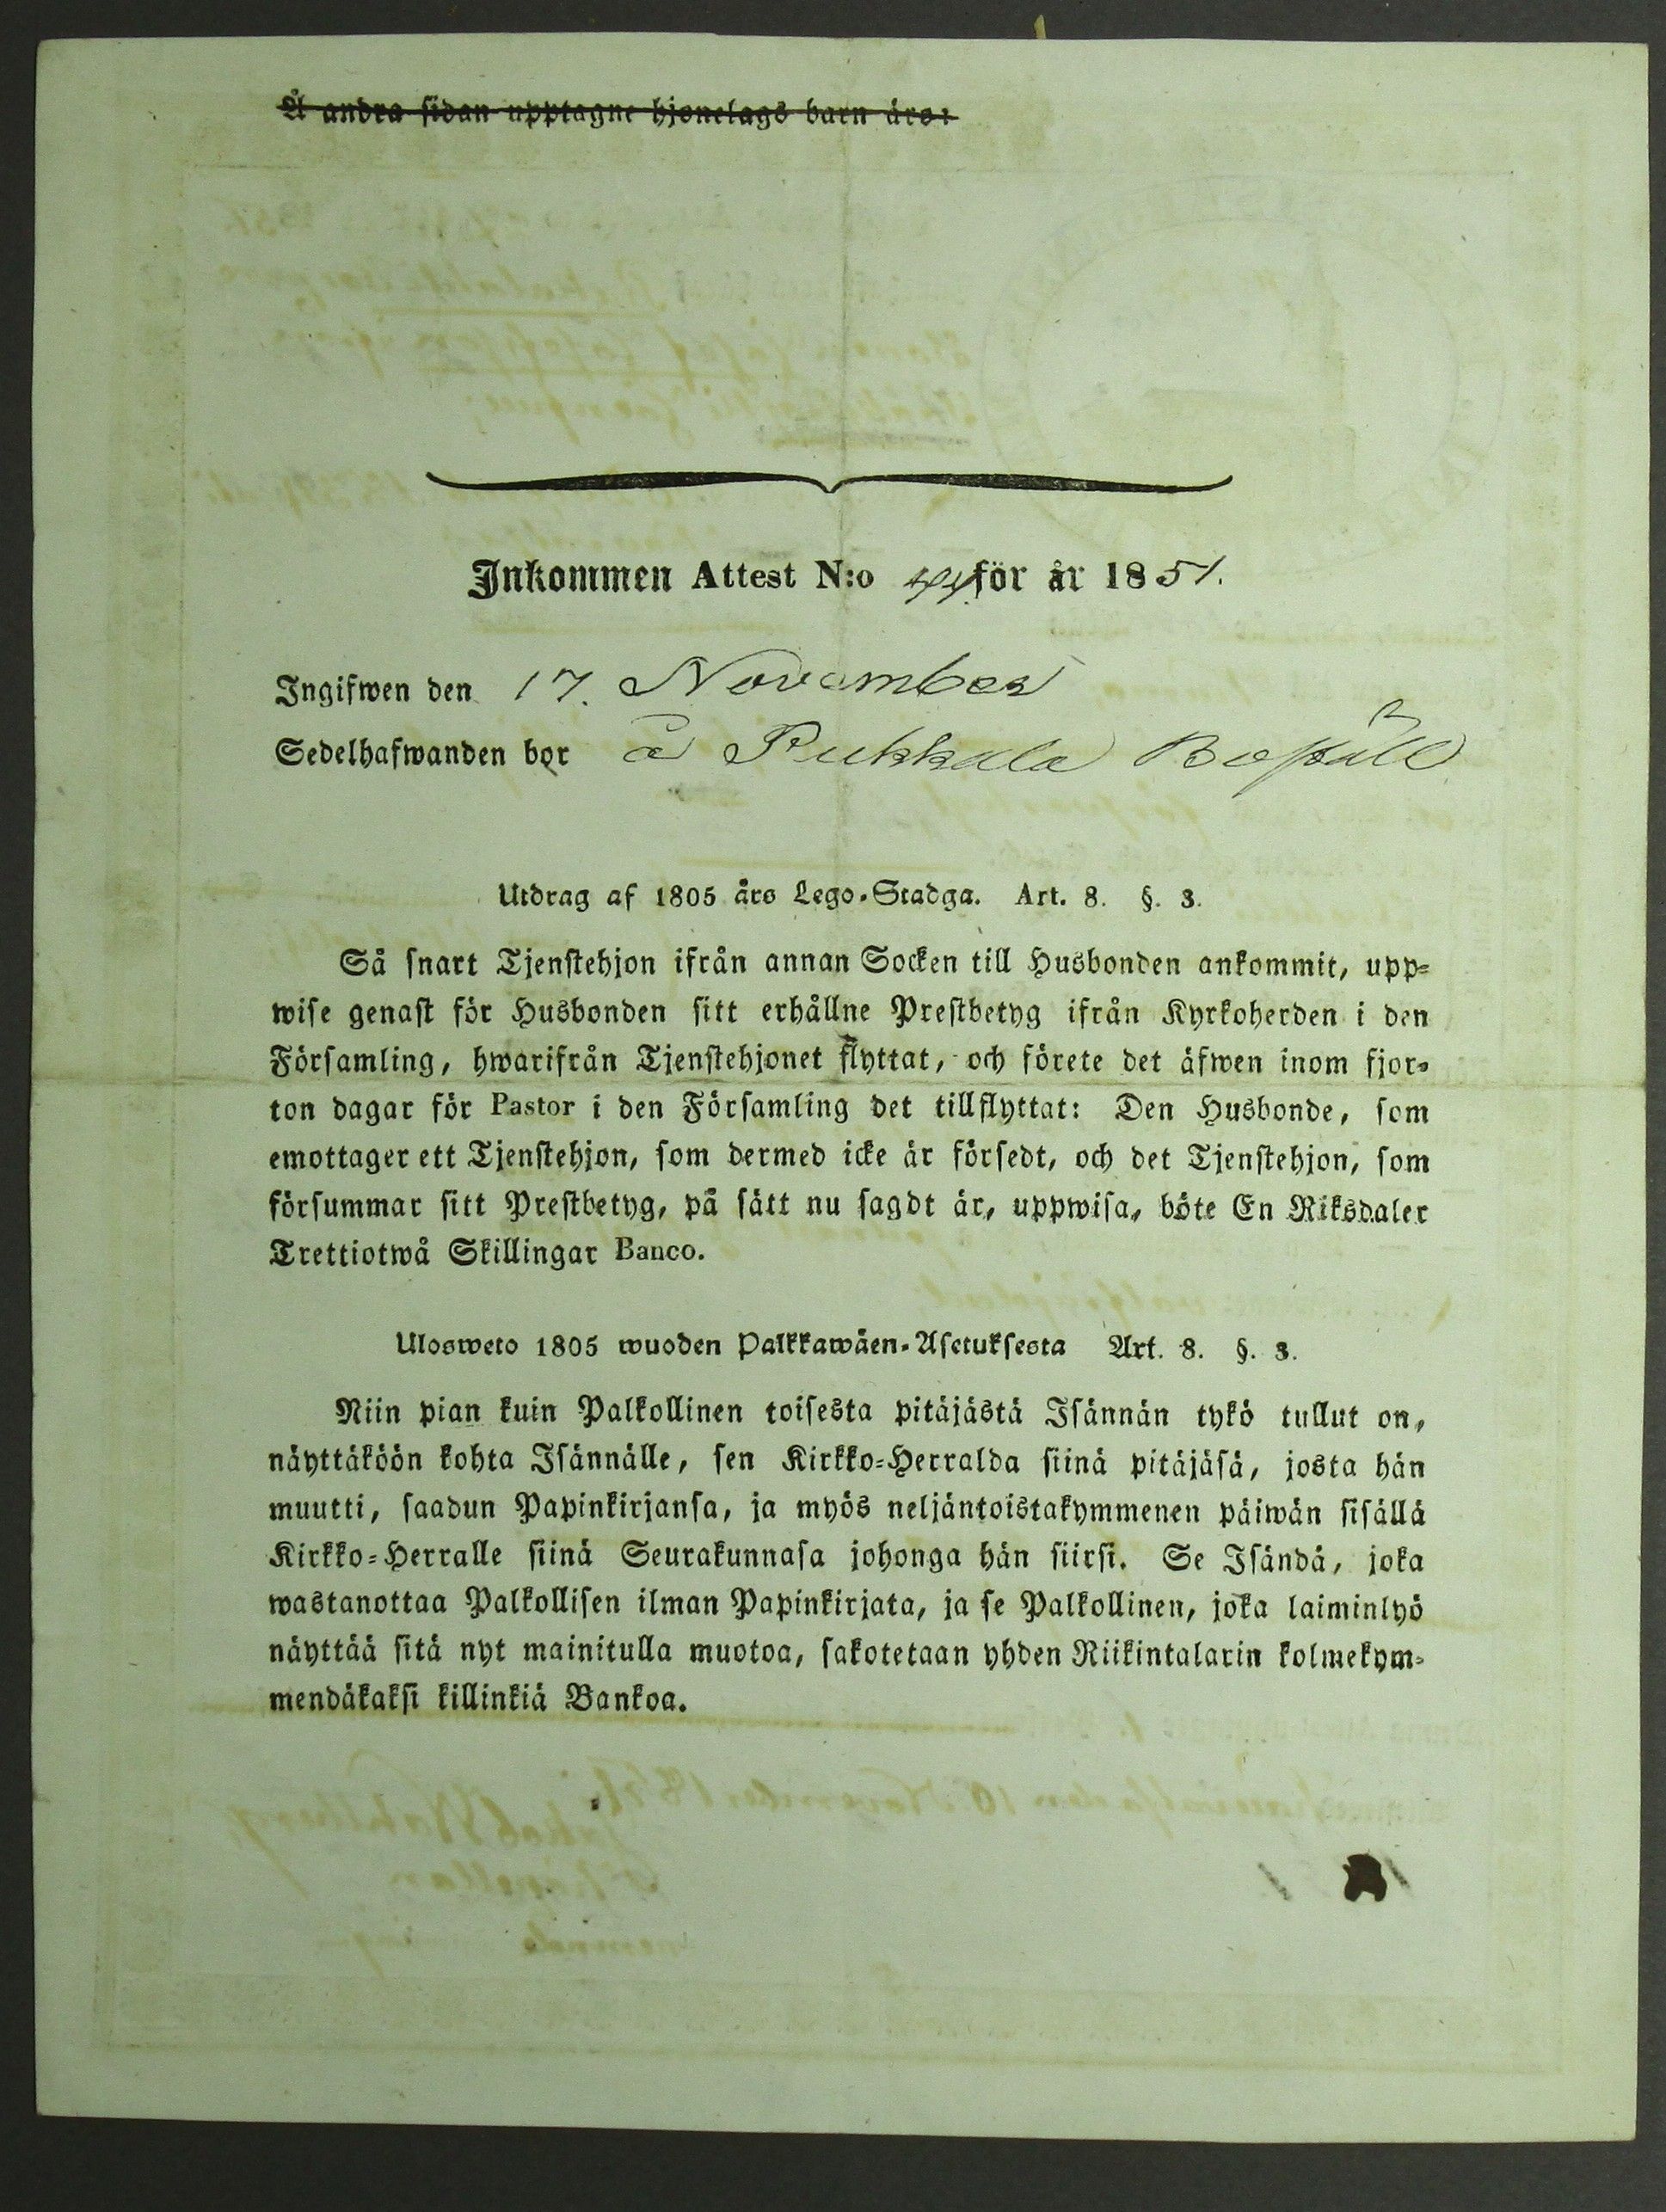 Å andra sidan upptagne hjonelags barn äro:
Inkommen Attest N:o 44. för år 1851.
Ingifwen den 17. November
Sedelhafwanden bor å Pukkala Boställ
Utdrag af 1805 års Lego-Stadga. Art. 8. §. 3.
Så snart Tjenstehjon ifrån annan Socken till Husbonden ankommit, upp-
wise genast för Husbonden sitt erhållne Prestbetyg ifrån Kyrkoherden i den
Församling, hwarifrån Tjenstehjonet flyttat, och förete det äfwen inom fjor-
ton dagar för Pastor i den Församling det tillflyttat: Den Husbonde, som
emottager ett Tjenstehjon, som dermed icke är försedt, och det Tjenstehjon, som
försummar sitt Prestbetyg, på sätt nu sagdt är, uppwisa, böte En Riksdaler
Trettiotwå Skillingar Banco.
Ulosweto 1805 wuoden Palkkawäen-Asetuksesta Art. 8. §. 3.
Niin pian kuin Palkollinen toisesta pitäjästä Isännän tykö tullut on,
näyttäköön kohta Isännälle, sen Kirkko-Herralda siinä pitäjäsä, josta hän
muutti, saadun Papinkirjansa, ja myös neljäntoistakymmenen päiwän sisällä
Kirkko-Herralle siinä Seurakunnasa johonga hän siirsi. Se Isändä, joka
wastanottaa Palkollisen ilman Papinkirjata, ja se Palkollinen, joka laiminlyö
näyttää sitä nyt mainitulla muotoa, sakotetaan yhden Riikintalarin kolmekym-
mendäkaksi killinkiä Bankoa.